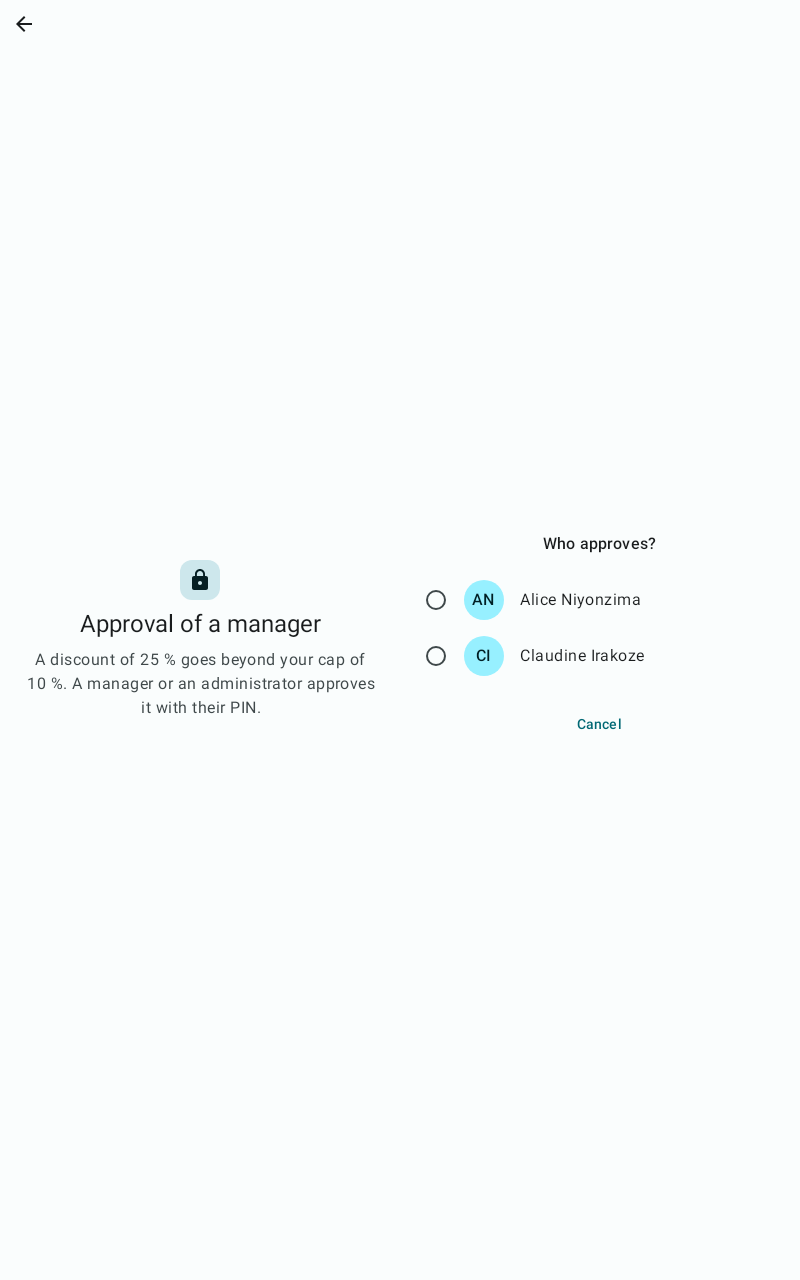 Approval of a manager
A discount of 25 % goes beyond your cap of
10 %. A manager or an administrator approves
it with their PIN.
Who approves?
AN Alice Niyonzima
CI Claudine Irakoze
Cancel